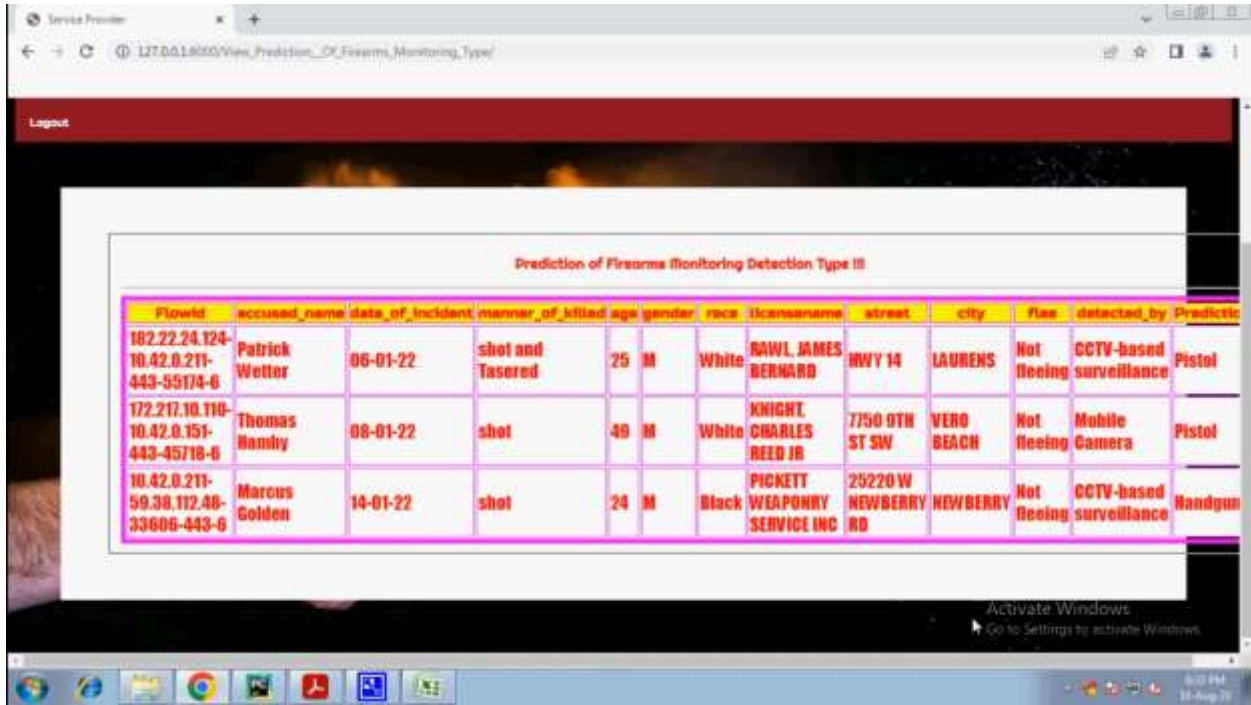 Service Provider
127.0.0.1:8000/View_Prediction__Of_Firearms_Monitoring_Type/
Logout
Prediction of Firearms Monitoring Detection Type !!!
FlowId accused_name date_of_incident manner_of_killed age gender race licensename street city flee detected_by Predictio
182.22.24.124-
10.42.0.211-
443-55174-6
Patrick
Wetter
06-01-22
shot and
Tasered
25
M
White
RAWL, JAMES
BERNARD
HWY 14
LAURENS
Not
fleeing
CCTV-based
surveillance
Pistol
172.217.10.110-
10.42.0.151-
443-45718-6
Thomas
Hamby
08-01-22
shot
49
M
White
KNIGHT,
CHARLES
REED JR
7750 9TH
ST SW
VERO
BEACH
Not
fleeing
Mobile
Camera
Pistol
10.42.0.211-
59.38.112.48-
33606-443-6
Marcus
Golden
14-01-22
shot
24
M
Black
PICKETT
WEAPONRY
SERVICE INC
25220 W
NEWBERRY
RD
NEWBERRY
Not
fleeing
CCTV-based
surveillance
Handgun
Activate Windows
Go to Settings to activate Windows.